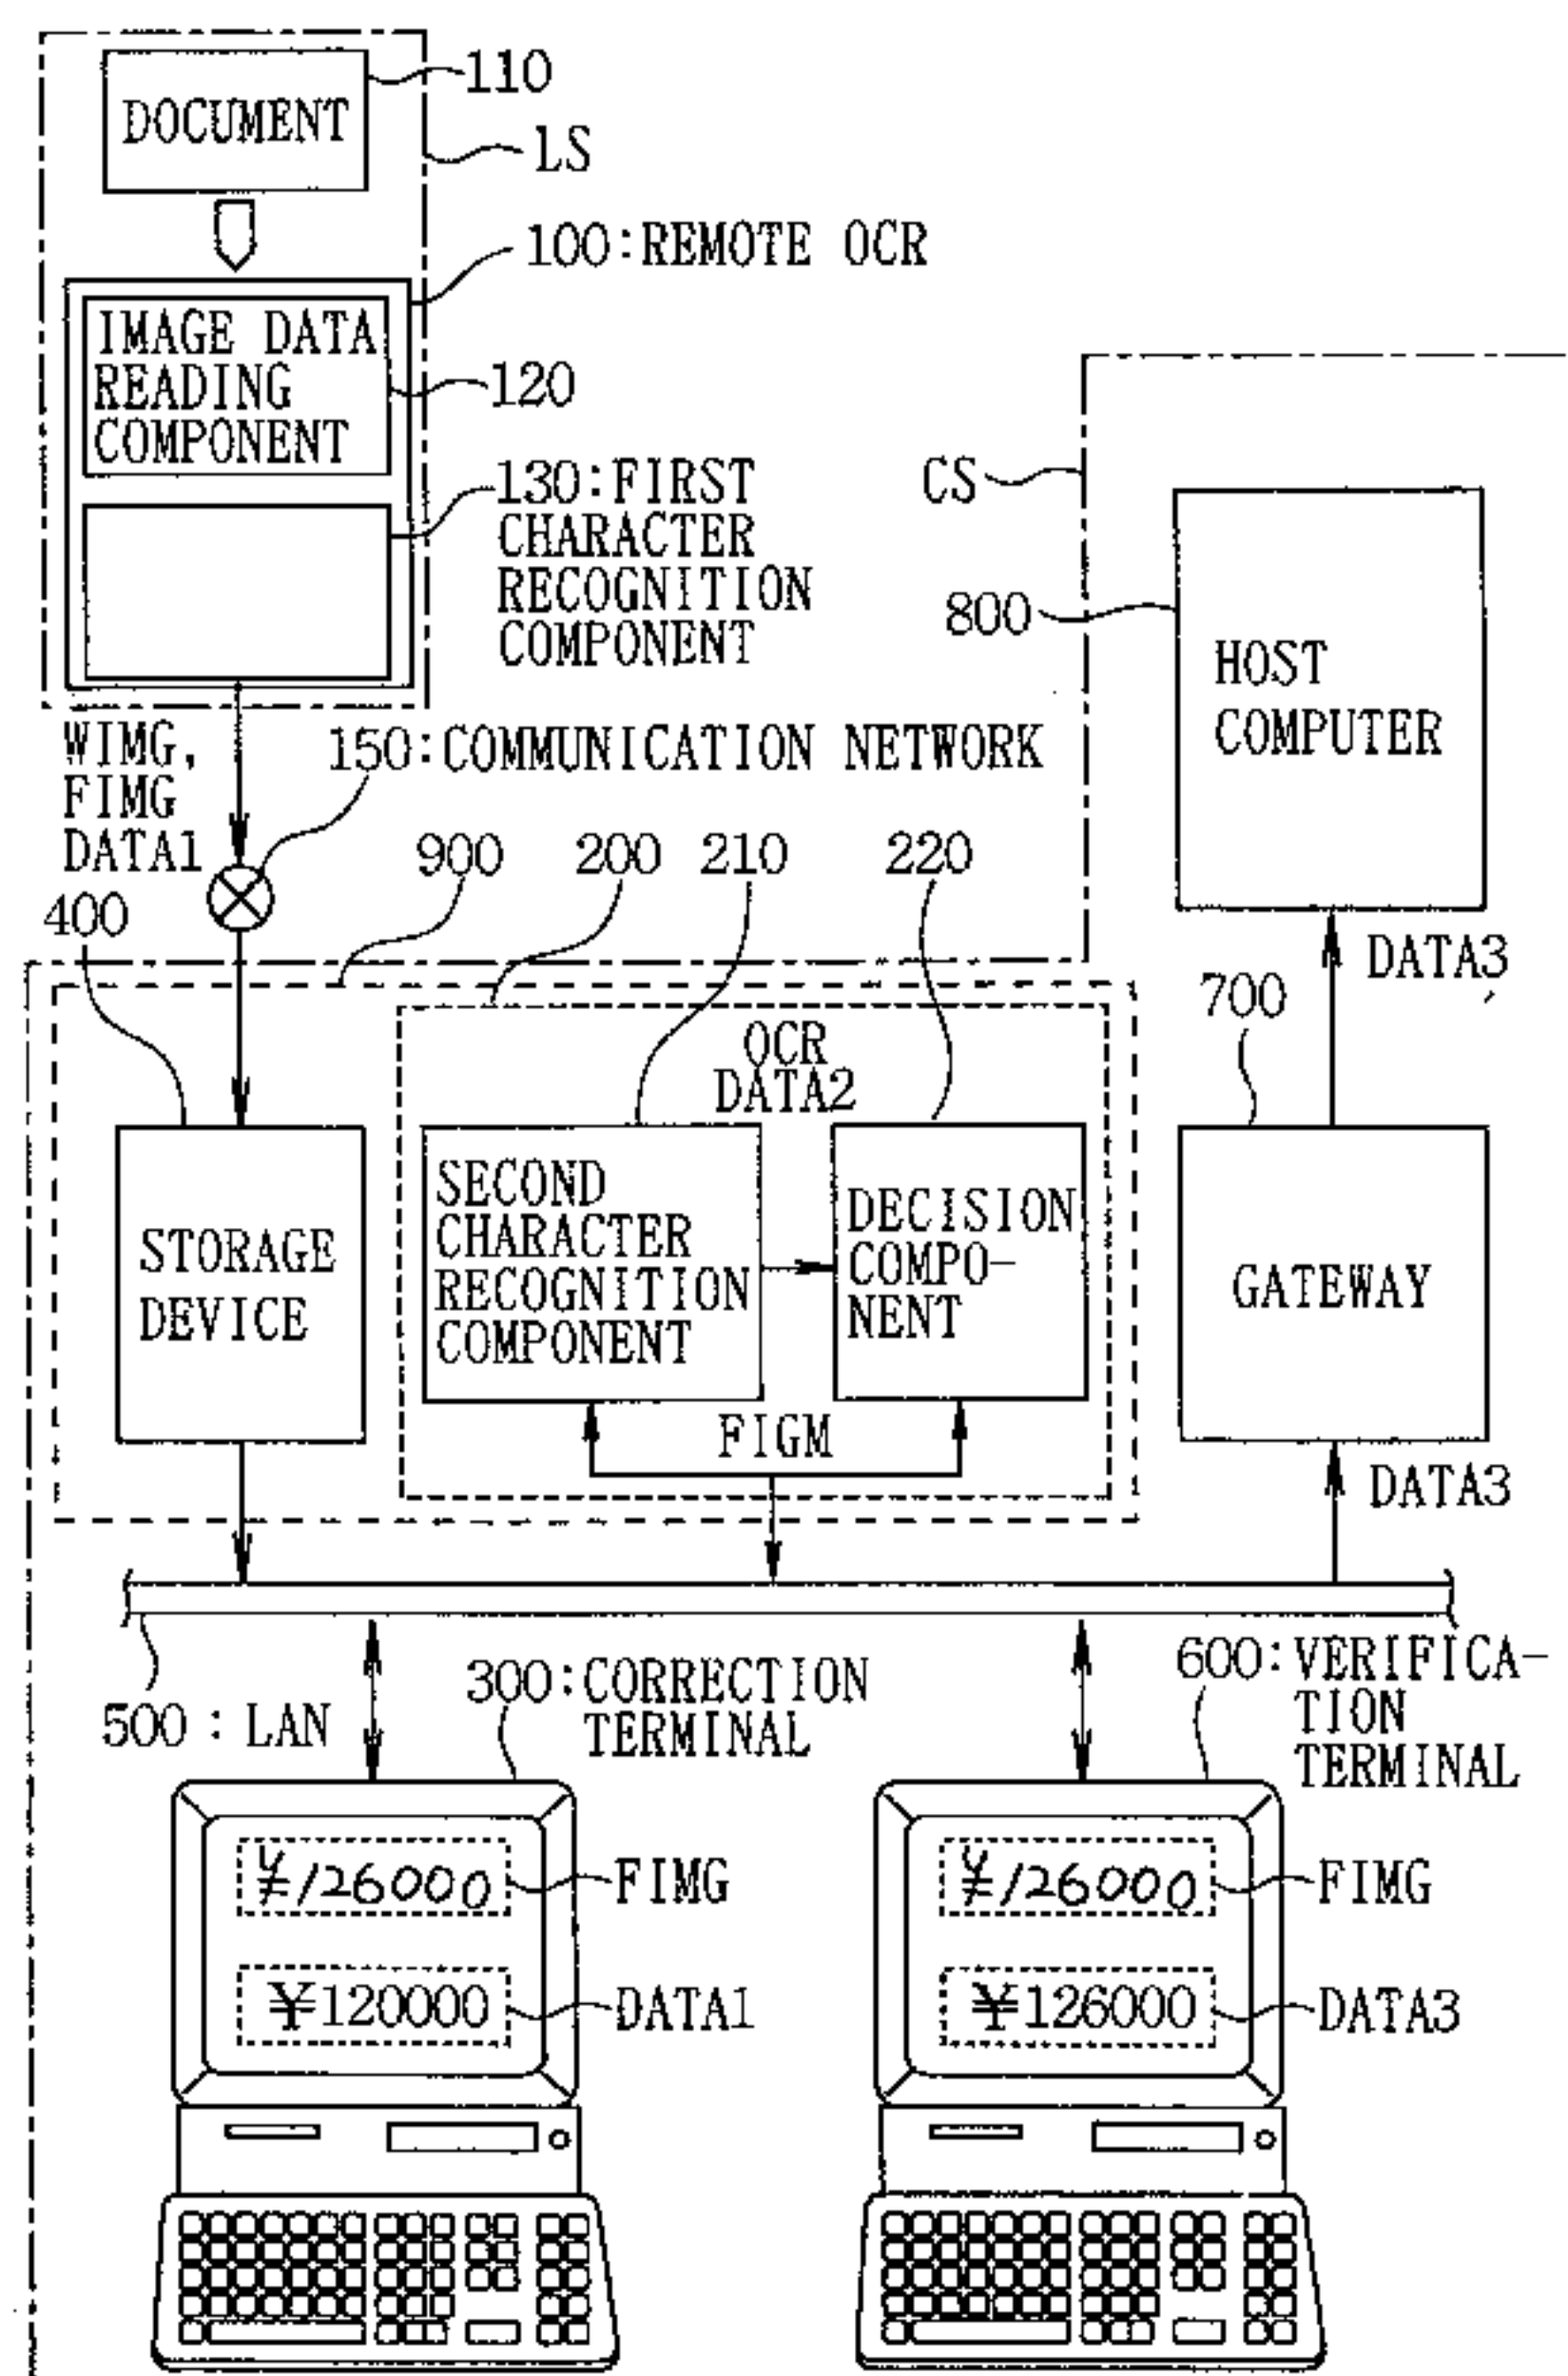 110
DOCUMENT
LS
100:REMOTE OCR
IMAGE DATA
READING
COMPONENT
120
130:FIRST
CHARACTER
RECOGNITION
COMPONENT
CS
800
HOST
COMPUTER
WIMG,
FIMG
DATA1
150:COMMUNICATION NETWORK
900
200
210
220
400
DATA3
700
OCR
DATA2
STORAGE
DEVICE
SECOND
CHARACTER
RECOGNITION
COMPONENT
DECISION
COMPO-
NENT
GATEWAY
FIGM
DATA3
500:LAN
300:CORRECTION
TERMINAL
600:VERIFICA-
TION
TERMINAL
¥126000
FIMG
¥120000
DATA1
¥126000
FIMG
¥126000
DATA3